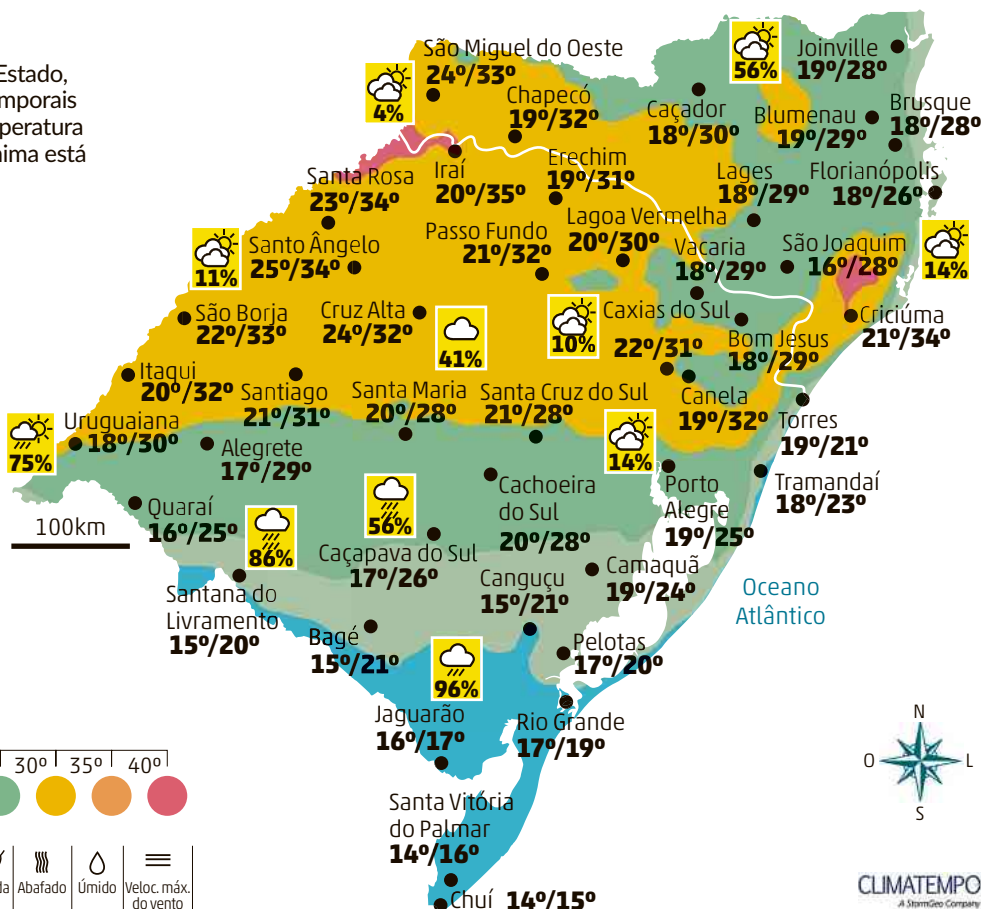 Estado,
mporais
peratura
ima está
São Miguel do Oeste
24º/33º
4%
Chapecó
19º/32º
Caçador
18º/30º
56%
Joinville
19º/28º
Blumenau
19º/29º
Brusque
18º/28º
Iraí
20º/35º
Erechim
19º/31º
Lages
18º/29º
Florianópolis
18º/26º
Santa Rosa
23º/34º
Passo Fundo
21º/32º
Lagoa Vermelha
20º/30º
Vacaria
18º/29º
São Joaquim
16º/28º
14%
11%
Santo Ângelo
25º/34º
São Borja
22º/33º
Cruz Alta
24º/32º
41%
10%
Caxias do Sul
22º/31º
Bom Jesus
18º/29º
Criciúma
21º/34º
Itaqui
20º/32º
Santiago
21º/31º
Santa Maria
20º/28º
Santa Cruz do Sul
21º/28º
Canela
19º/32º
Torres
19º/21º
75%
Uruguaiana
18º/30º
Alegrete
17º/29º
14%
Porto
Alegre
19º/25º
Tramandaí
18º/23º
Quaraí
16º/25º
100km
86%
56%
Cachoeira
do Sul
20º/28º
Caçapava do Sul
17º/26º
Canguçu
15º/21º
Camaquã
19º/24º
Oceano
Atlântico
Santana do
Livramento
15º/20º
Bagé
15º/21º
96%
Pelotas
17º/20º
Jaguarão
16º/17º
Rio Grande
17º/19º
Santa Vitória
do Palmar
14º/16º
Chuí 14º/15º
30º 35º 40º
da
Abafado
Úmido
Veloc. máx.
do vento
N
O L
S
CLIMATEMPO
A StormGeo Company